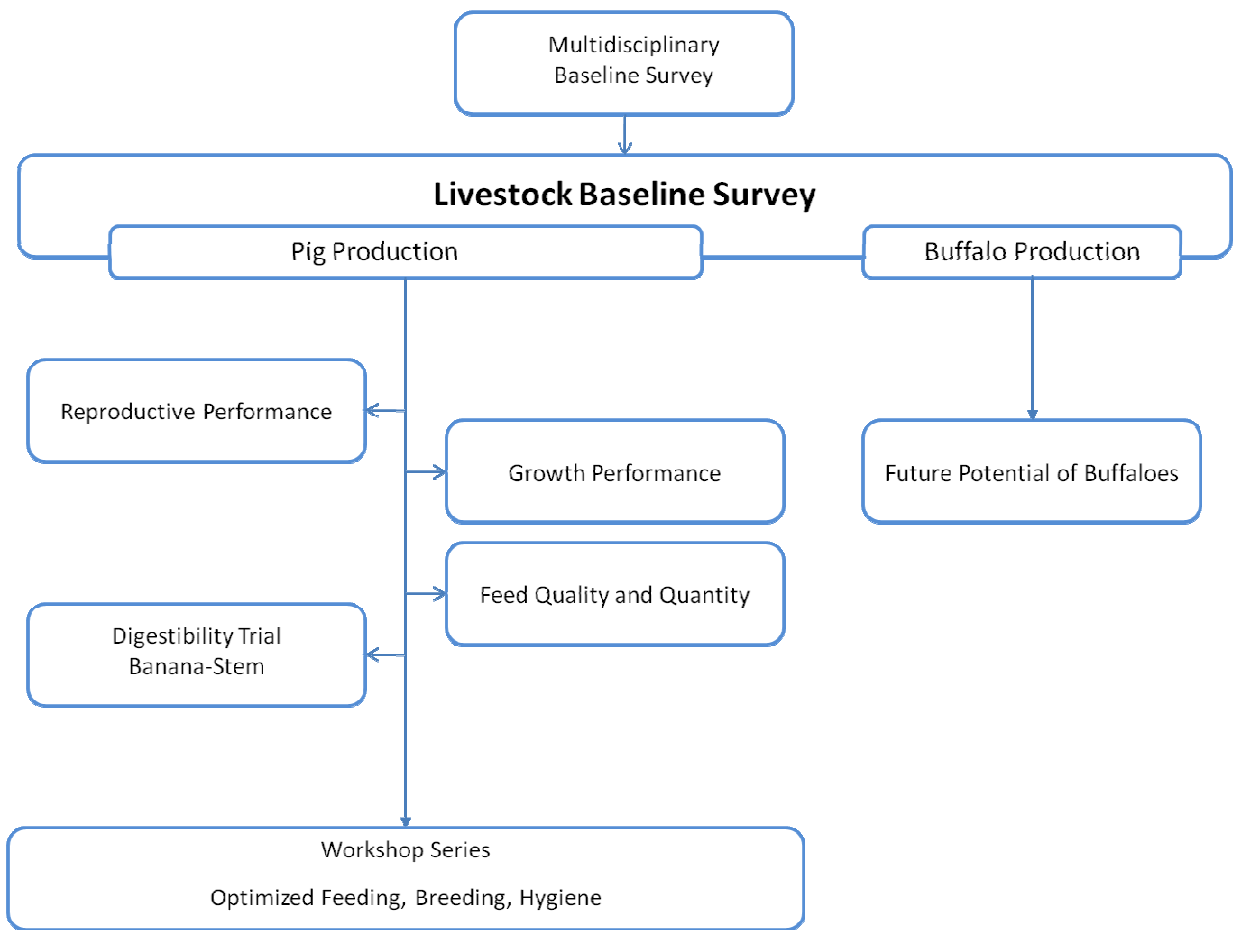 Multidisciplinary
Baseline Survey
Livestock Baseline Survey
Pig Production
Buffalo Production
Reproductive Performance
Growth Performance
Future Potential of Buffaloes
Feed Quality and Quantity
Digestibility Trial
Banana-Stem
Workshop Series
Optimized Feeding, Breeding, Hygiene